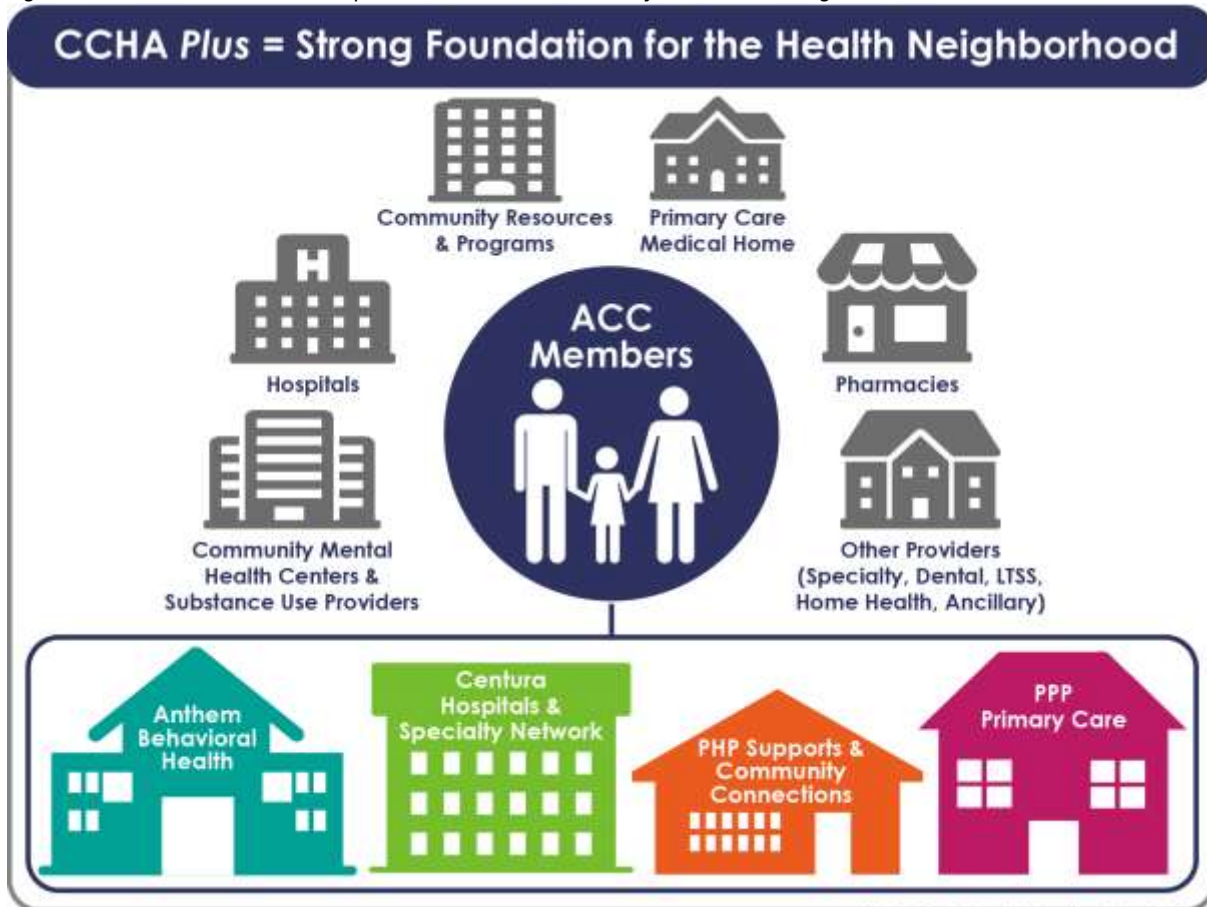 CCHA Plus = Strong Foundation for the Health Neighborhood
Community Resources
& Programs
Primary Care
Medical Home
H
Hospitals
ACC
Members
Pharmacies
Community Mental
Health Centers &
Substance Use Providers
Other Providers
(Specialty, Dental, LTSS,
Home Health, Ancillary)
Anthem
Behavioral
Health
Centura
Hospitals &
Specialty Network
PHP Supports &
Community
Connections
PPP
Primary Care